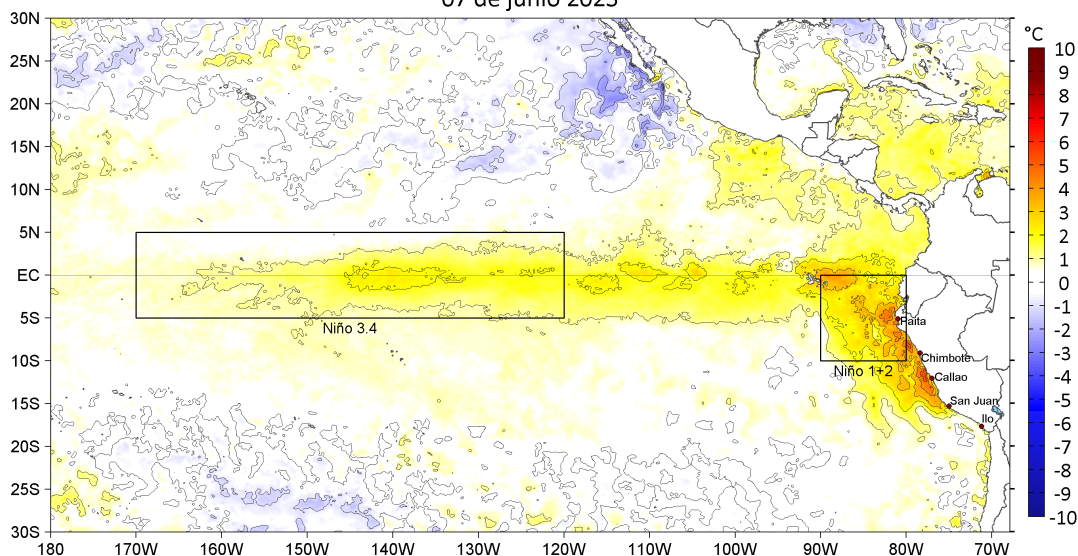 07 de junio 2023
°C
30N
25N
20N
15N
10N
5N
EC
5S
10S
15S
20S
25S
30S
180
170W
160W
150W
140W
130W
120W
110W
100W
90W
80W
70W
Niño 3.4
Niño 1+2
Paita
Chimbote
Callao
San Juan
Ilo
10
9
8
7
6
5
4
3
2
1
0
-1
-2
-3
-4
-5
-6
-7
-8
-9
-10